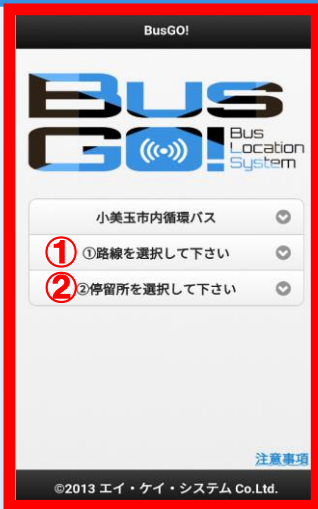 BusGO!
Bus
GO!
Bus
Location
System
小美玉市内循環バス
① ①路線を選択して下さい
② ②停留所を選択して下さい
注意事項
©2013 エイ・ケイ・システム Co.Ltd.